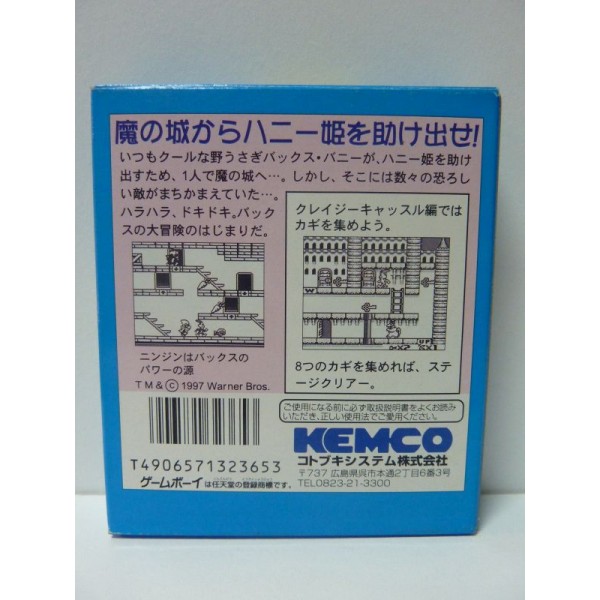 魔の城からハニー姫を助け出せ!
いつもクールな野うさぎバックス・バニーが、ハニー姫を助け
出すため、1人で魔の城へ…。しかし、そこには数々の恐ろし
い敵がまちかまえていた…。
ハラハラ、ドキドキ。バック
スの大冒険のはじまりだ。
ニンジンはバックスの
パワーの源
TM&©1997 Warner Bros.
クレイジーキャッスル編では
カギを集めよう。
8つのカギを集めれば、ステ
ージクリアー。
ご使用になる前に必ず取扱説明書をよくお読み
いただき、正しい使用法でご愛用ください。
KEMCO
コトブキシステム株式会社
〒737 広島県呉市本通2丁目6番3号
TEL0823-21-3300
T4906571323653
ゲームボーイは任天堂の登録商標です。